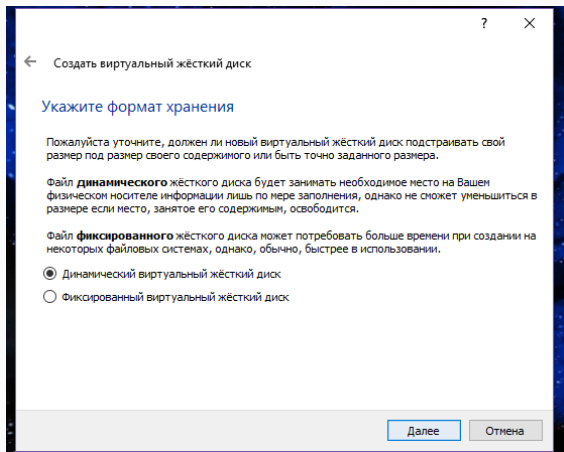 ?
Создать виртуальный жёсткий диск
Укажите формат хранения
Пожалуйста уточните, должен ли новый виртуальный жёсткий диск подстраивать свой
размер под размер своего содержимого или быть точно заданного размера.
Файл динамического жёсткого диска будет занимать необходимое место на Вашем
физическом носителе информации лишь по мере заполнения, однако не сможет уменьшиться в
размере если место, занятое его содержимым, освободится.
Файл фиксированного жёсткого диска может потребовать больше времени при создании на
некоторых файловых системах, однако, обычно, быстрее в использовании.
Динамический виртуальный жёсткий диск
Фиксированный виртуальный жёсткий диск
Далее Отмена